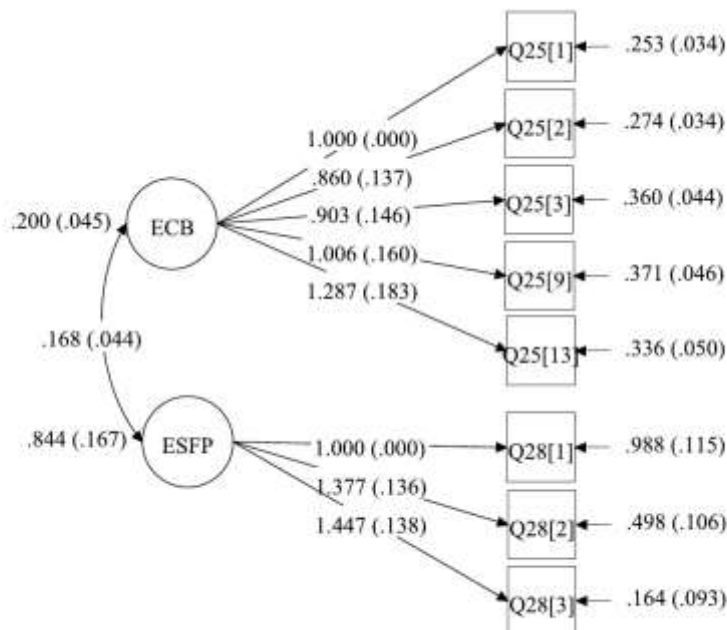 Q25[1] .253 (.034)
Q25[2] .274 (.034)
1.000 (.000)
.860 (.137)
Q25[3] .360 (.044)
.903 (.146)
.200 (.045) ECB
1.006 (.160)
Q25[9] .371 (.046)
1.287 (.183)
.168 (.044)
Q25[13] .336 (.050)
.844 (.167) ESFP
1.000 (.000) Q28[1] .988 (.115)
1.377 (.136)
1.447 (.138) Q28[2] .498 (.106)
Q28[3] .164 (.093)